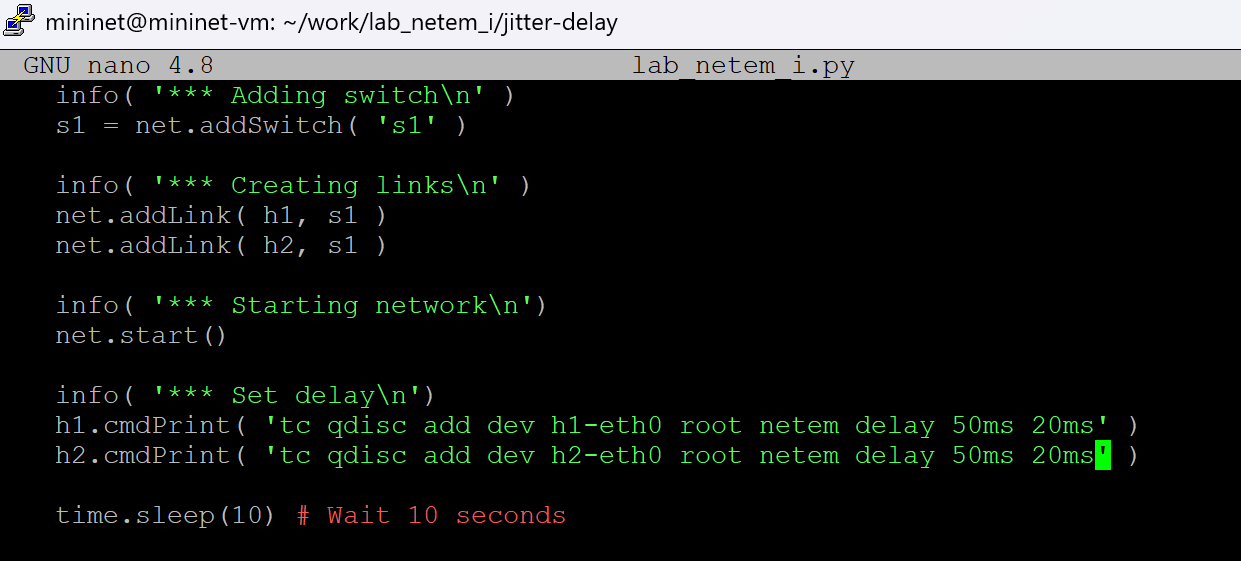 mininet@mininet-vm: ~/work/lab_netem_i/jitter-delay
GNU nano 4.8 lab_netem_i.py
info( '*** Adding switch\n' )
s1 = net.addSwitch( 's1' )
info( '*** Creating links\n' )
net.addLink( h1, s1 )
net.addLink( h2, s1 )
info( '*** Starting network\n')
net.start()
info( '*** Set delay\n')
h1.cmdPrint( 'tc qdisc add dev h1-eth0 root netem delay 50ms 20ms' )
h2.cmdPrint( 'tc qdisc add dev h2-eth0 root netem delay 50ms 20ms' )
time.sleep(10) # Wait 10 seconds